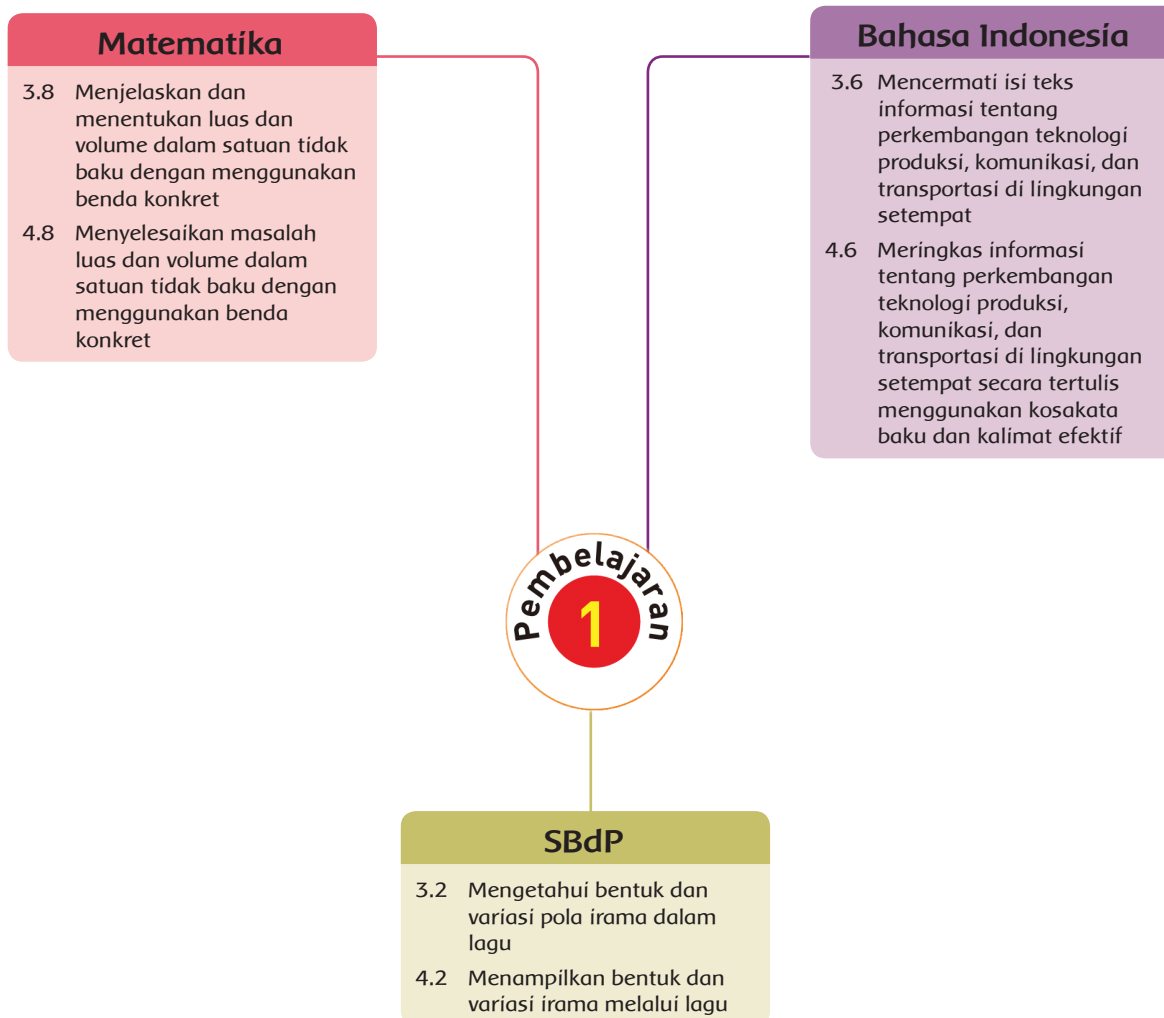 Matematika
3.8 Menjelaskan dan
menentukan luas dan
volume dalam satuan tidak
baku dengan menggunakan
benda konkret
4.8 Menyelesaikan masalah
luas dan volume dalam
satuan tidak baku dengan
menggunakan benda
konkret
Bahasa Indonesia
3.6 Mencermati isi teks
informasi tentang
perkembangan teknologi
produksi, komunikasi, dan
transportasi di lingkungan
setempat
4.6 Meringkas informasi
tentang perkembangan
teknologi produksi,
komunikasi, dan
transportasi di lingkungan
setempat secara tertulis
menggunakan kosakata
baku dan kalimat efektif
Pembelajaran
1
SBdP
3.2 Mengetahui bentuk dan
variasi pola irama dalam
lagu
4.2 Menampilkan bentuk dan
variasi irama melalui lagu